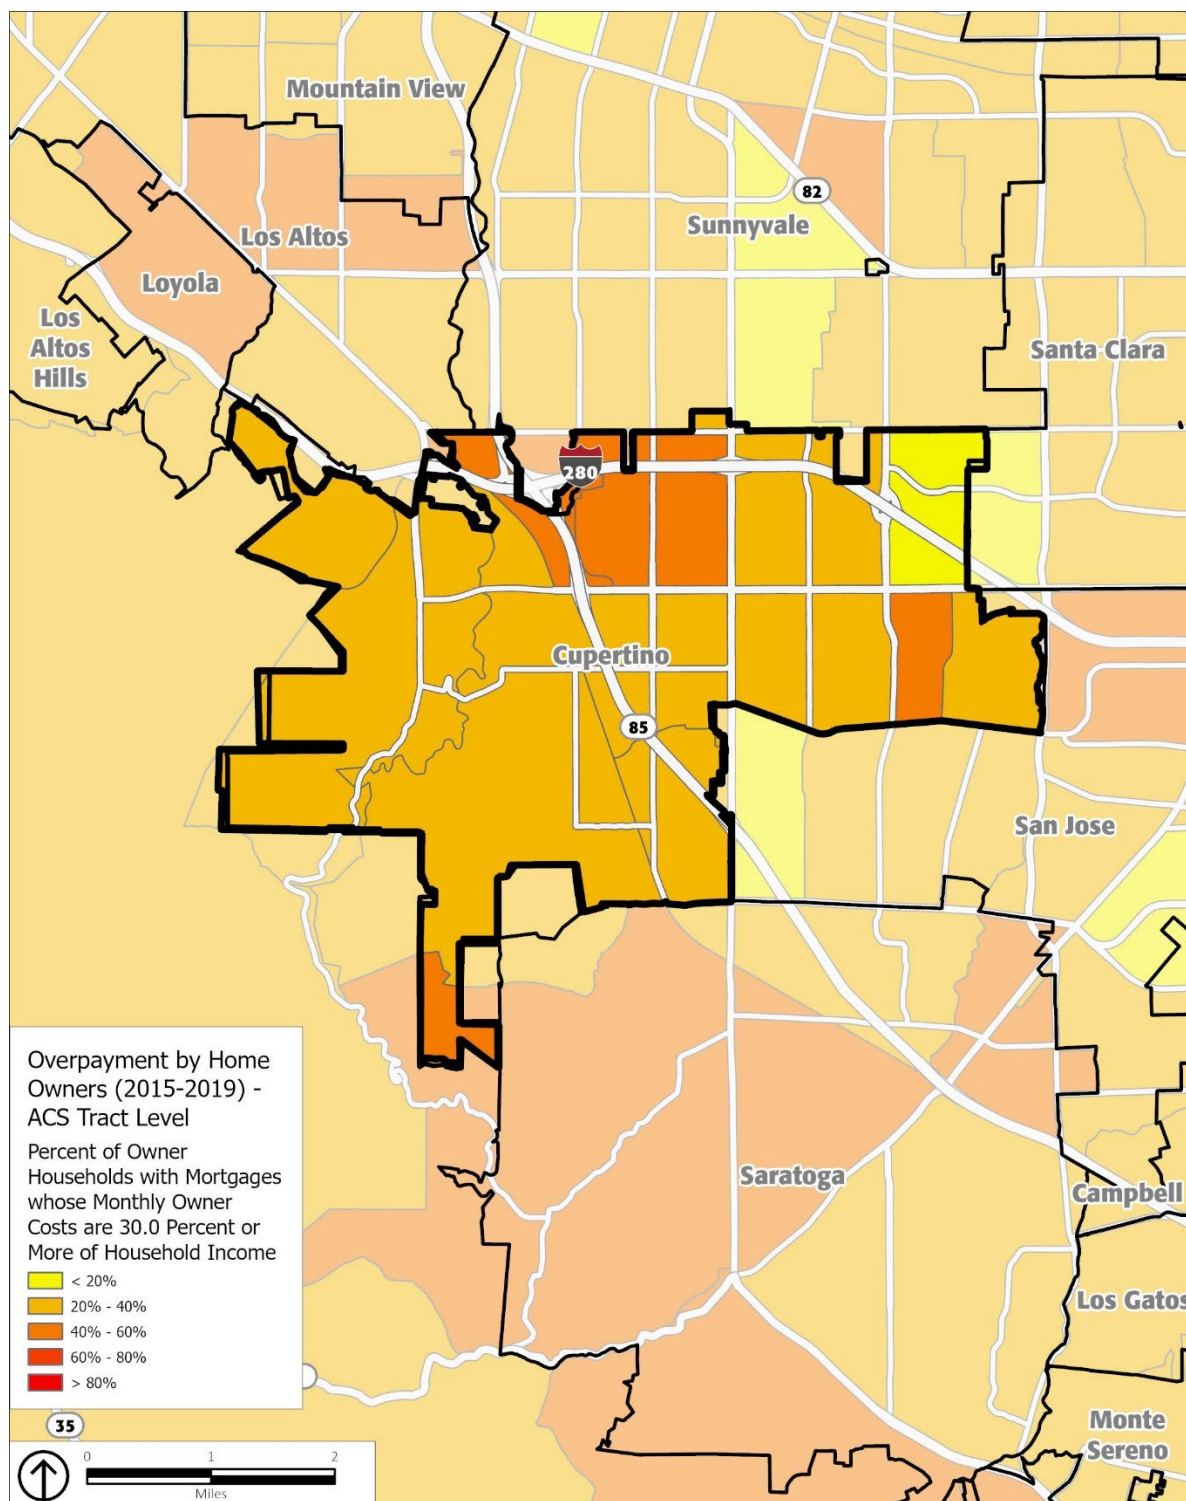 Mountain View
82
Sunnyvale
Los Altos
Loyola
Los
Altos
Hills
Santa Clara
280
Cupertino
85
San Jose
Saratoga
Campbell
Los Gatos
Monte
Sereno
Overpayment by Home
Owners (2015-2019) -
ACS Tract Level
Percent of Owner
Households with Mortgages
whose Monthly Owner
Costs are 30.0 Percent or
More of Household Income
< 20%
20% - 40%
40% - 60%
60% - 80%
> 80%
35
0 1 2
Miles